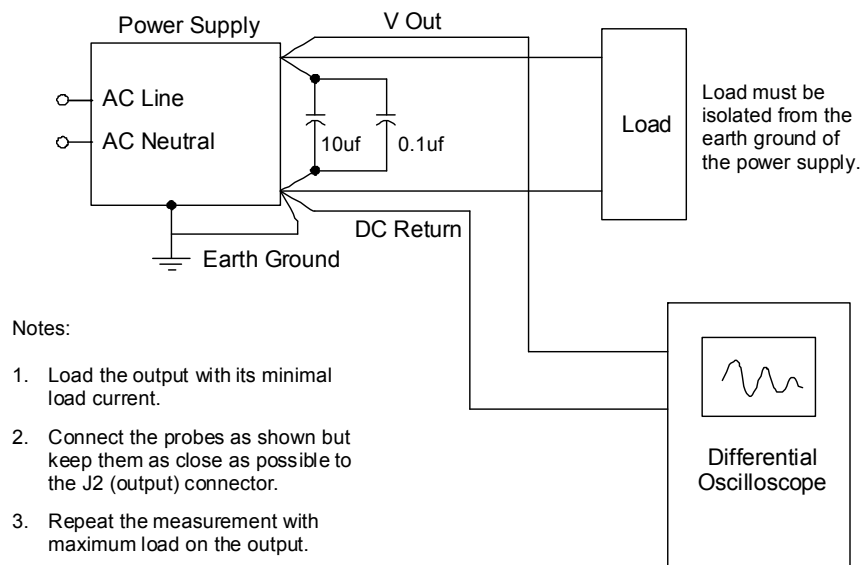 Power Supply
V Out
AC Line
AC Neutral
10uf
0.1uf
Load
Load must be
isolated from the
earth ground of
the power supply.
DC Return
Earth Ground
Notes:
1. Load the output with its minimal
load current.
2. Connect the probes as shown but
keep them as close as possible to
the J2 (output) connector.
3. Repeat the measurement with
maximum load on the output.
Differential
Oscilloscope